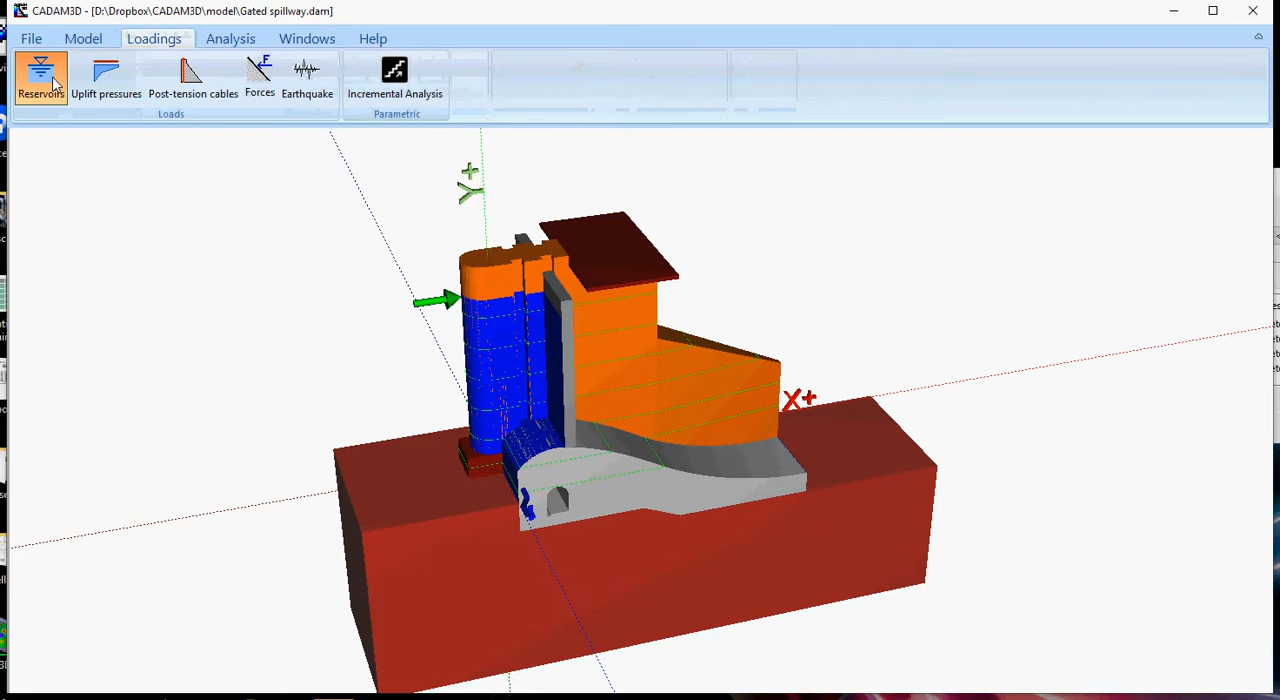 CADAM3D - [D:\Dropbox\CADAM3D\model\Gated spillway.dam]
File Model Loadings Analysis Windows Help
Reservoirs Uplift pressures Post-tension cables Forces Earthquake Incremental Analysis
Loads Parametric
Y+
X+